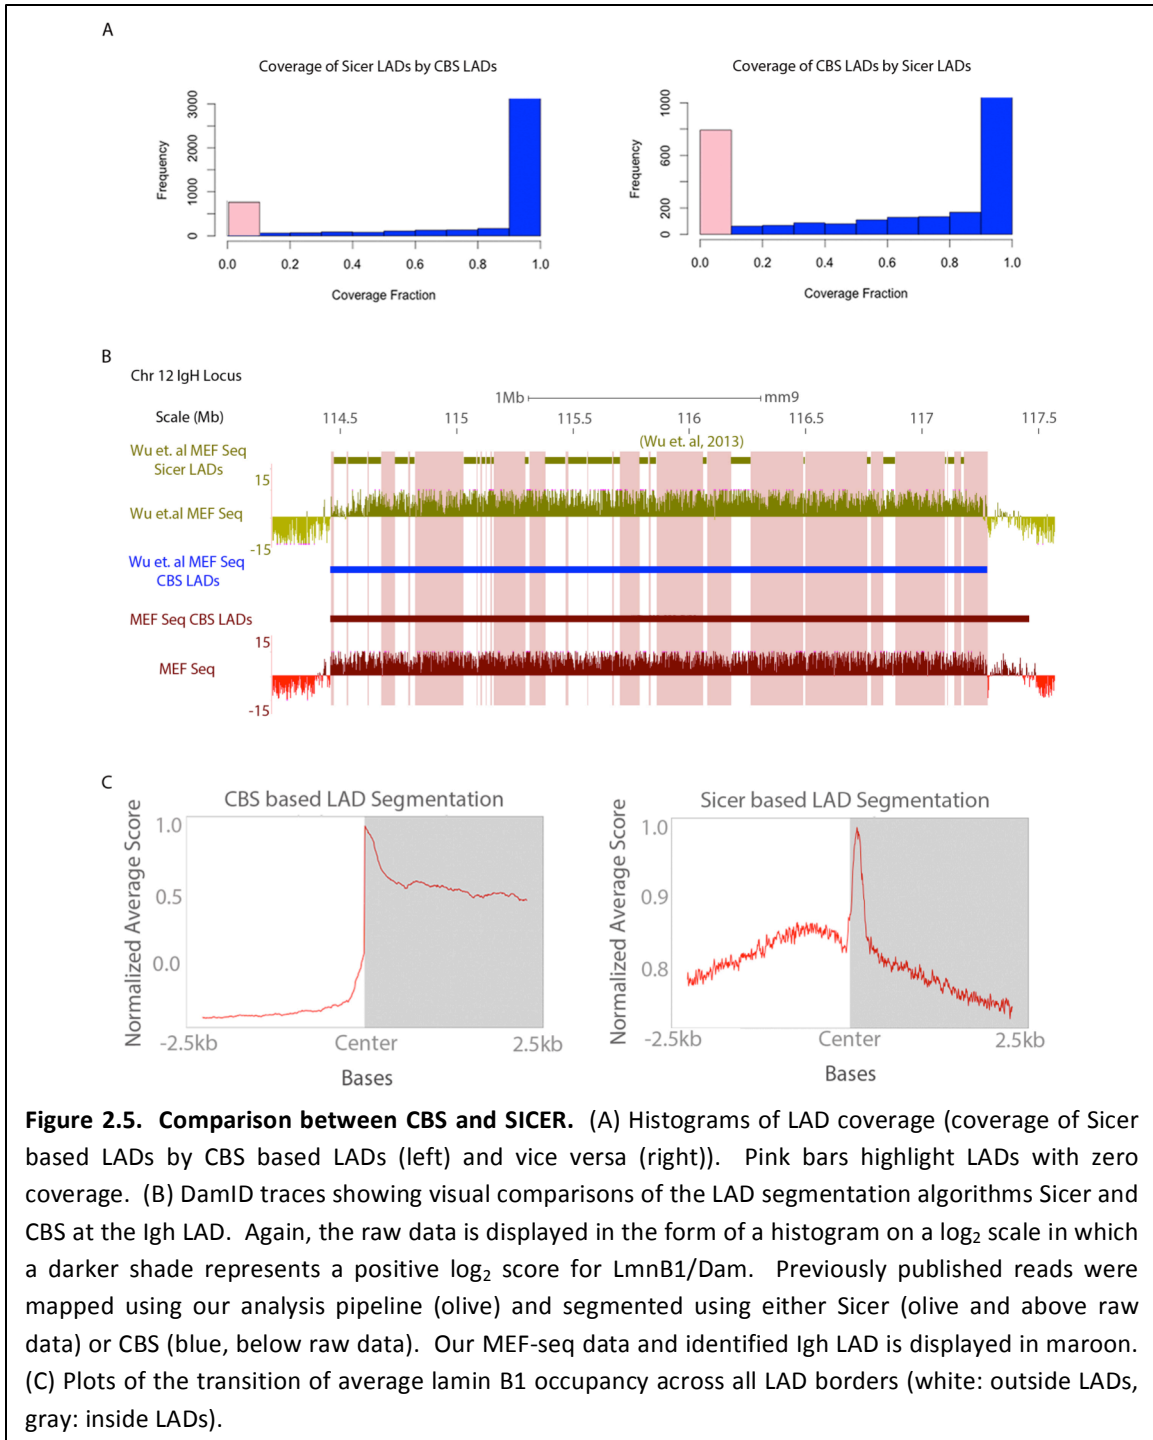 A
Coverage of Sicer LADs by CBS LADs
Frequency
3000
2000
1000
0
0.0 0.2 0.4 0.6 0.8 1.0
Coverage Fraction
Coverage of CBS LADs by Sicer LADs
Frequency
1000
600
200
0
0.0 0.2 0.4 0.6 0.8 1.0
Coverage Fraction
B
Chr 12 IgH Locus
1Mb mm9
Scale (Mb) 114.5 115 115.5 116 116.5 117 117.5
(Wu et. al, 2013)
Wu et. al MEF Seq
Sicer LADs
15
Wu et.al MEF Seq
-15
Wu et. al MEF Seq
CBS LADs
MEF Seq CBS LADs
15
MEF Seq
-15
C
CBS based LAD Segmentation
Normalized Average Score
1.0
0.5
0.0
-2.5kb Center 2.5kb
Bases
Sicer based LAD Segmentation
Normalized Average Score
1.0
0.9
0.8
-2.5kb Center 2.5kb
Bases
Figure 2.5. Comparison between CBS and SICER. (A) Histograms of LAD coverage (coverage of Sicer
based LADs by CBS based LADs (left) and vice versa (right)). Pink bars highlight LADs with zero
coverage. (B) DamID traces showing visual comparisons of the LAD segmentation algorithms Sicer and
CBS at the Igh LAD. Again, the raw data is displayed in the form of a histogram on a log₂ scale in which
a darker shade represents a positive log₂ score for LmnB1/Dam. Previously published reads were
mapped using our analysis pipeline (olive) and segmented using either Sicer (olive and above raw
data) or CBS (blue, below raw data). Our MEF-seq data and identified Igh LAD is displayed in maroon.
(C) Plots of the transition of average lamin B1 occupancy across all LAD borders (white: outside LADs,
gray: inside LADs).